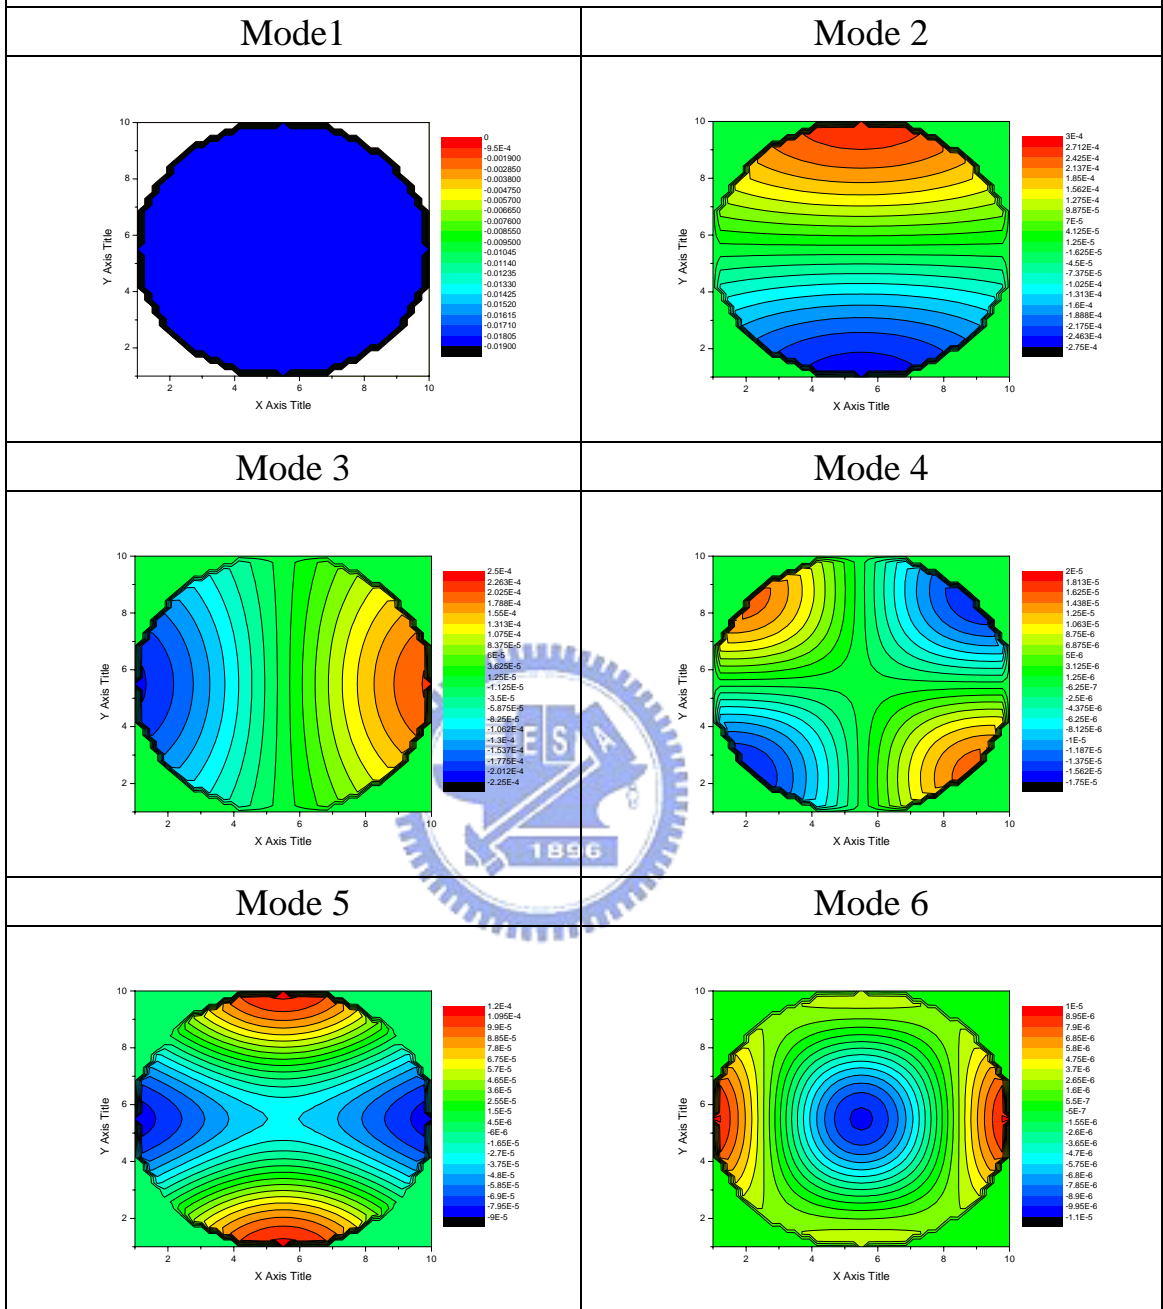 Mode1
Mode 2
10
8
6
4
2
2
4
6
8
10
Y Axis Title
X Axis Title
0
-9.5E-4
-0.001900
-0.002850
-0.003800
-0.004750
-0.005700
-0.006650
-0.007600
-0.008550
-0.009500
-0.01045
-0.01140
-0.01235
-0.01330
-0.01425
-0.01520
-0.01615
-0.01710
-0.01805
-0.01900
10
8
6
4
2
2
4
6
8
10
Y Axis Title
X Axis Title
3E-4
2.712E-4
2.425E-4
2.137E-4
1.85E-4
1.562E-4
1.275E-4
9.875E-5
7E-5
4.125E-5
1.25E-5
-1.625E-5
-4.5E-5
-7.375E-5
-1.025E-4
-1.313E-4
-1.6E-4
-1.888E-4
-2.175E-4
-2.463E-4
-2.75E-4
Mode 3
Mode 4
10
8
6
4
2
2
4
6
8
10
Y Axis Title
X Axis Title
2.5E-4
2.263E-4
2.025E-4
1.788E-4
1.55E-4
1.313E-4
1.075E-4
8.375E-5
6E-5
3.625E-5
1.25E-5
-1.125E-5
-3.5E-5
-5.875E-5
-8.25E-5
-1.062E-4
-1.3E-4
-1.537E-4
-1.775E-4
-2.012E-4
-2.25E-4
10
8
6
4
2
2
4
6
8
10
Y Axis Title
X Axis Title
2E-5
1.813E-5
1.625E-5
1.438E-5
1.25E-5
1.063E-5
8.75E-6
6.875E-6
5E-6
3.125E-6
1.25E-6
-6.25E-7
-2.5E-6
-4.375E-6
-6.25E-6
-8.125E-6
-1E-5
-1.187E-5
-1.375E-5
-1.562E-5
-1.75E-5
E S A
1896
Mode 5
Mode 6
10
8
6
4
2
2
4
6
8
10
Y Axis Title
X Axis Title
1.2E-4
1.095E-4
9.9E-5
8.85E-5
7.8E-5
6.75E-5
5.7E-5
4.65E-5
3.6E-5
2.55E-5
1.5E-5
4.5E-6
-6E-6
-1.65E-5
-2.7E-5
-3.75E-5
-4.8E-5
-5.85E-5
-6.9E-5
-7.95E-5
-9E-5
10
8
6
4
2
2
4
6
8
10
Y Axis Title
X Axis Title
1E-5
8.95E-6
7.9E-6
6.85E-6
5.8E-6
4.75E-6
3.7E-6
2.65E-6
1.6E-6
5.5E-7
-5E-7
-1.55E-6
-2.6E-6
-3.65E-6
-4.7E-6
-5.75E-6
-6.8E-6
-7.85E-6
-8.9E-6
-9.95E-6
-1.1E-5